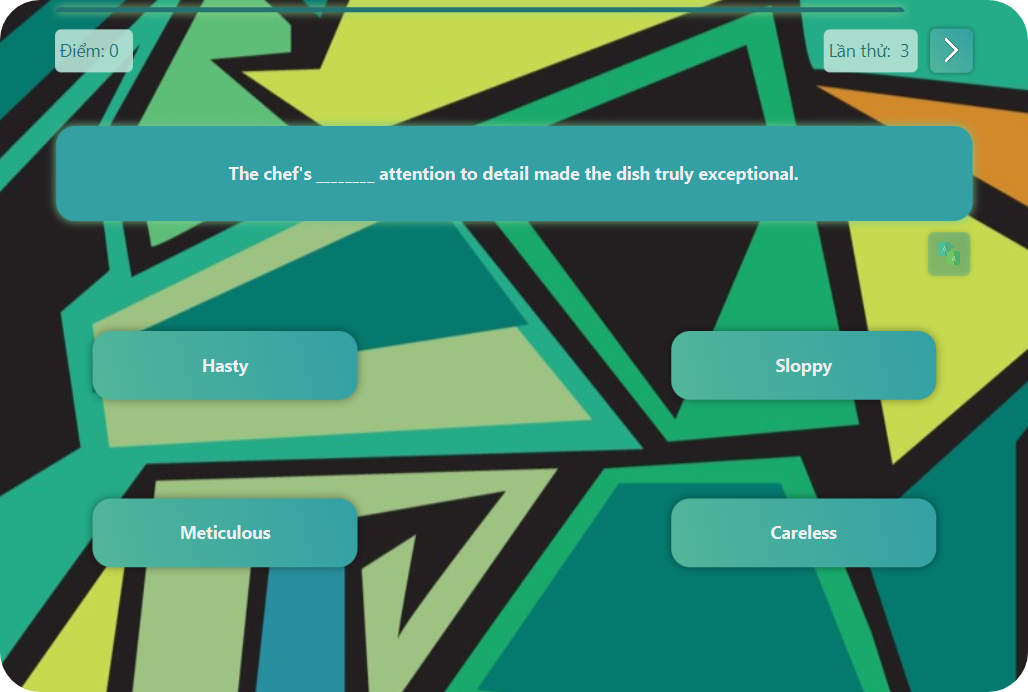 Điểm: 0
Lần thử: 3
The chef's ________ attention to detail made the dish truly exceptional.
Hasty
Sloppy
Meticulous
Careless